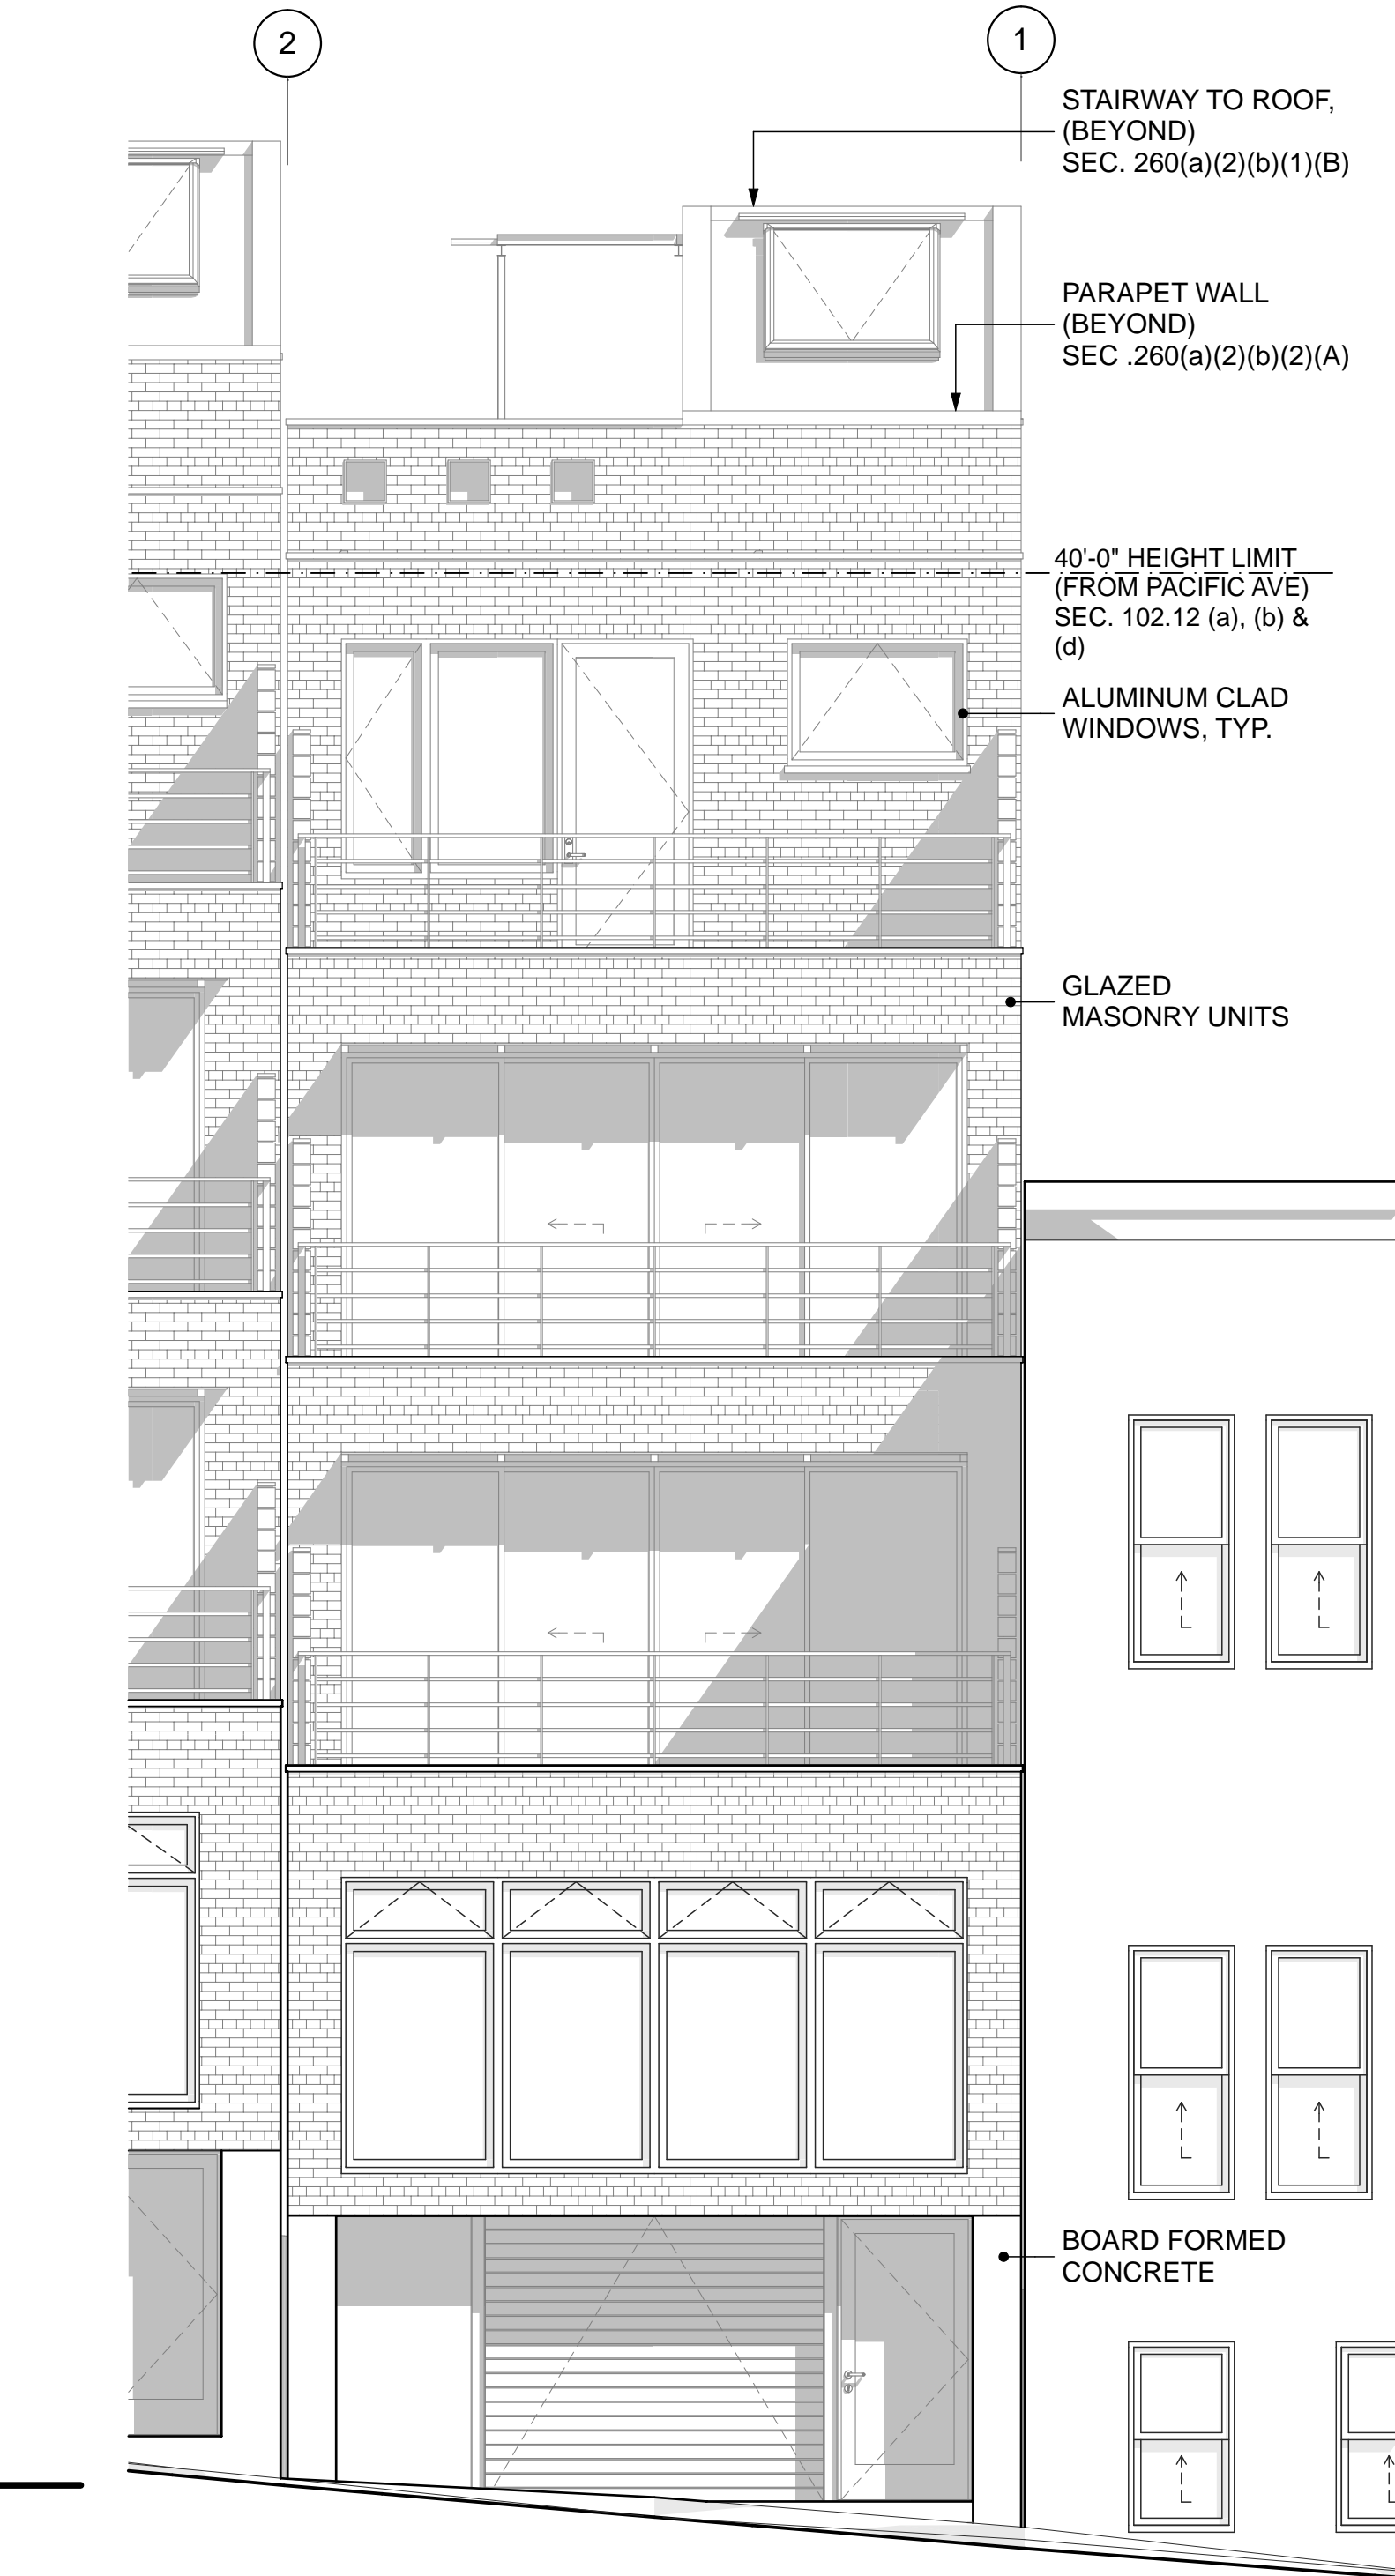 2
1
STAIRWAY TO ROOF,
(BEYOND)
SEC. 260(a)(2)(b)(1)(B)
PARAPET WALL
(BEYOND)
SEC .260(a)(2)(b)(2)(A)
40'-0" HEIGHT LIMIT
(FROM PACIFIC AVE)
SEC. 102.12 (a), (b) &
(d)
ALUMINUM CLAD
WINDOWS, TYP.
GLAZED
MASONRY UNITS
BOARD FORMED
CONCRETE